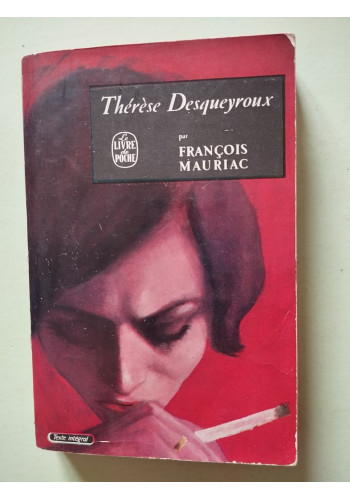 Thérèse Desqueyroux
Le
LIVRE
de
POCHE
par
FRANÇOIS
MAURIAC
Texte intégral